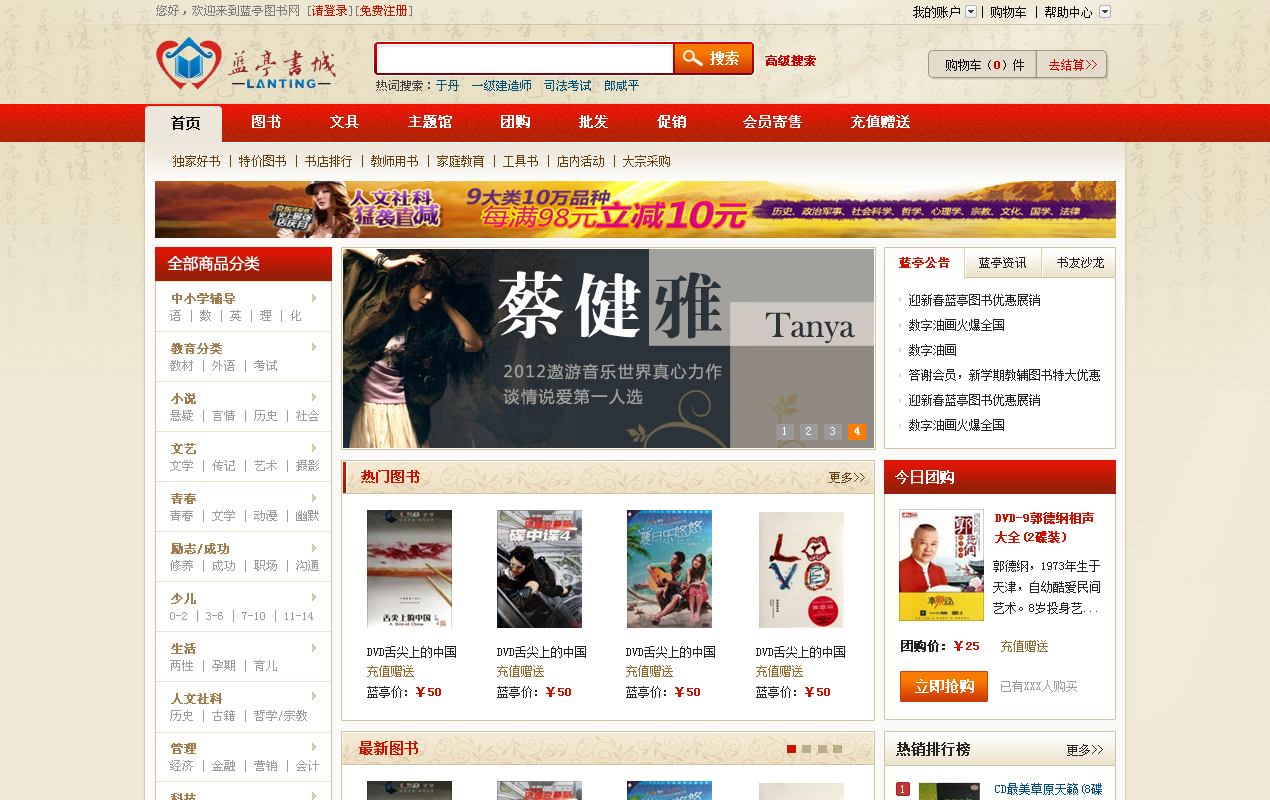 您好，欢迎来到蓝亭图书网 [请登录][免费注册]
我的账户 | 购物车 | 帮助中心
蓝亭書城
LANTING
搜索
高级搜索
热词搜索：于丹 一级建造师 司法考试 郎咸平
购物车（0）件 去结算>>
首页 图书 文具 主题馆 团购 批发 促销 会员寄售 充值赠送
独家好书 | 特价图书 | 书店排行 | 教师用书 | 家庭教育 | 工具书 | 店内活动 | 大宗采购
人文社科
猛袭直减
9大类10万品种
每满98元立减10元
历史、政治军事、社会科学、哲学、心理学、宗教、文化、国学、法律
全部商品分类
中小学辅导
语 | 数 | 英 | 理 | 化
教育分类
教材 | 外语 | 考试
小说
悬疑 | 言情 | 历史 | 社会
文艺
文学 | 传记 | 艺术 | 摄影
青春
青春 | 文学 | 动漫 | 幽默
励志/成功
修养 | 成功 | 职场 | 沟通
少儿
0-2 | 3-6 | 7-10 | 11-14
生活
两性 | 孕期 | 育儿
人文社科
历史 | 古籍 | 哲学/宗教
管理
经济 | 金融 | 营销 | 会计
科技
蔡健雅
Tanya
2012遨游音乐世界真心力作
谈情说爱第一人选
1 2 3 4
蓝亭公告 蓝亭资讯 书友沙龙
迎新春蓝亭图书优惠展销
数字油画火爆全国
数字油画
答谢会员，新学期教辅图书特大优惠
迎新春蓝亭图书优惠展销
数字油画火爆全国
热门图书 更多>>
舌尖上的中国
碟中谍4
夏日乐悠悠
LOVE
DVD舌尖上的中国 DVD舌尖上的中国 DVD舌尖上的中国 DVD舌尖上的中国
充值赠送 充值赠送 充值赠送 充值赠送
蓝亭价：￥50 蓝亭价：￥50 蓝亭价：￥50 蓝亭价：￥50
今日团购
DVD-9郭德纲相声
大全(2碟装)
郭德纲，1973年生于
天津，自幼酷爱民间
艺术。8岁投身艺...
团购价：￥25 充值赠送
立即抢购 已有XXX人购买
最新图书
热销排行榜 更多>>
1 CD最美草原天籁(8碟